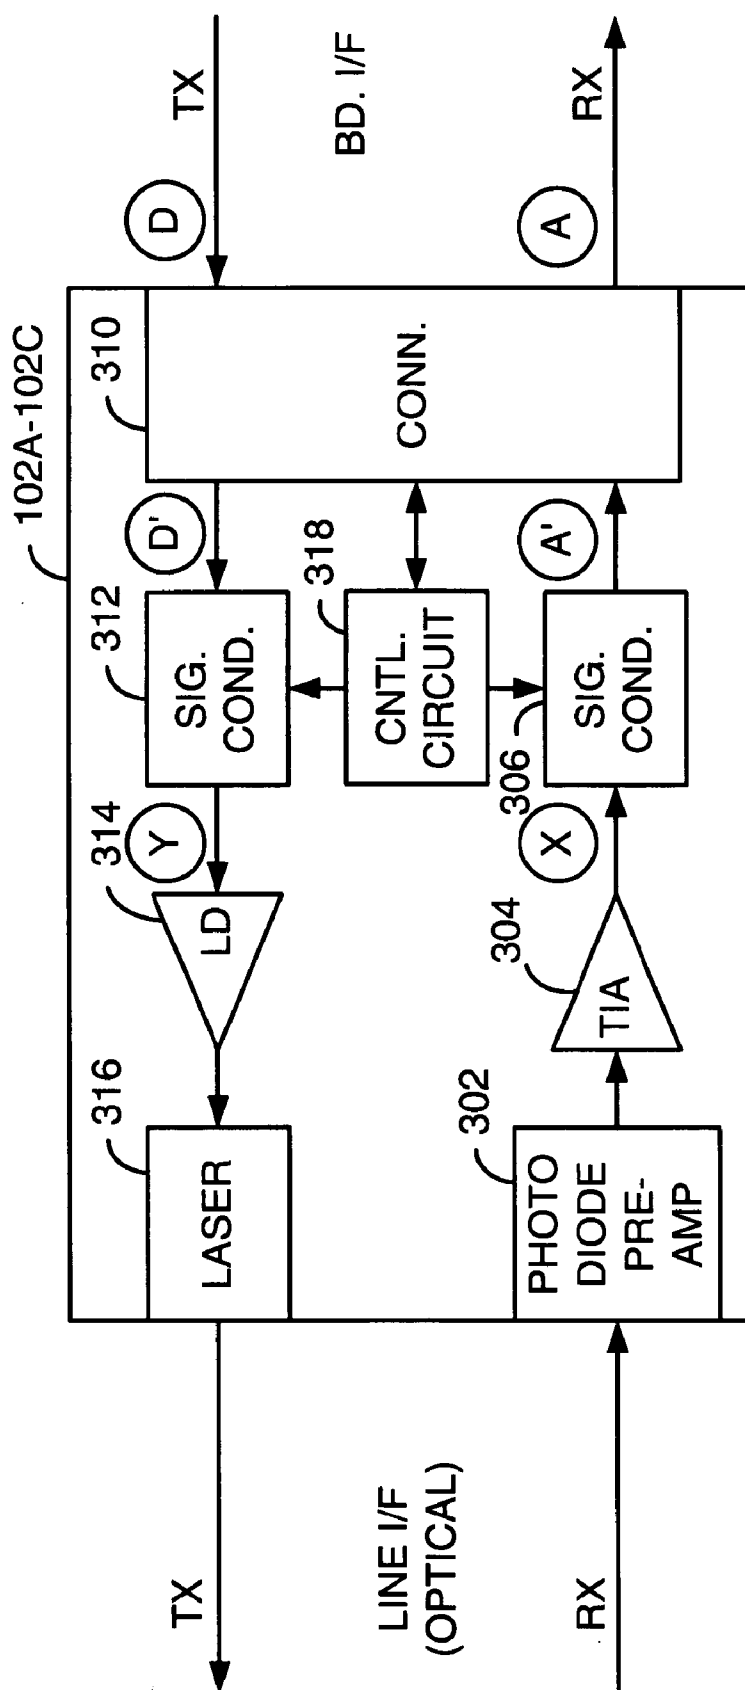 102A-102C
TX
316
314
312
310
TX
LASER
LD
Y
SIG.
COND.
D'
D
LINE I/F
(OPTICAL)
CNTL.
CIRCUIT
318
CONN.
BD. I/F
RX
302
PHOTO
DIODE
PRE-
AMP
304
TIA
X
306
SIG.
COND.
A'
A
RX